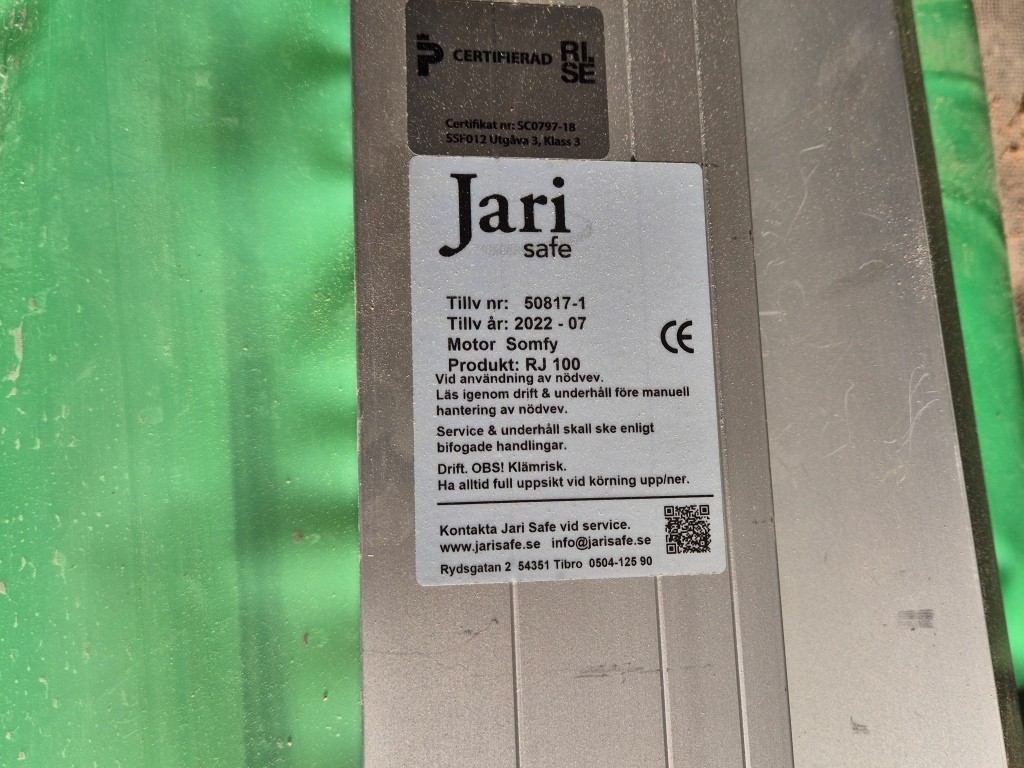 P CERTIFIERAD RI. SE
Certifikat nr: SC0797-18
SSF012 Utgåva 3, Klass 3
Jari
safe
Tillv nr: 50817-1
Tillv år: 2022 - 07
Motor Somfy
Produkt: RJ 100
CE
Vid användning av nödvev.
Läs igenom drift & underhåll före manuell
hantering av nödvev.
Service & underhåll skall ske enligt
bifogade handlingar.
Drift. OBS! Klämrisk.
Ha alltid full uppsikt vid körning upp/ner.
Kontakta Jari Safe vid service.
www.jarisafe.se info@jarisafe.se
Rydsgatan 2 54351 Tibro 0504-125 90